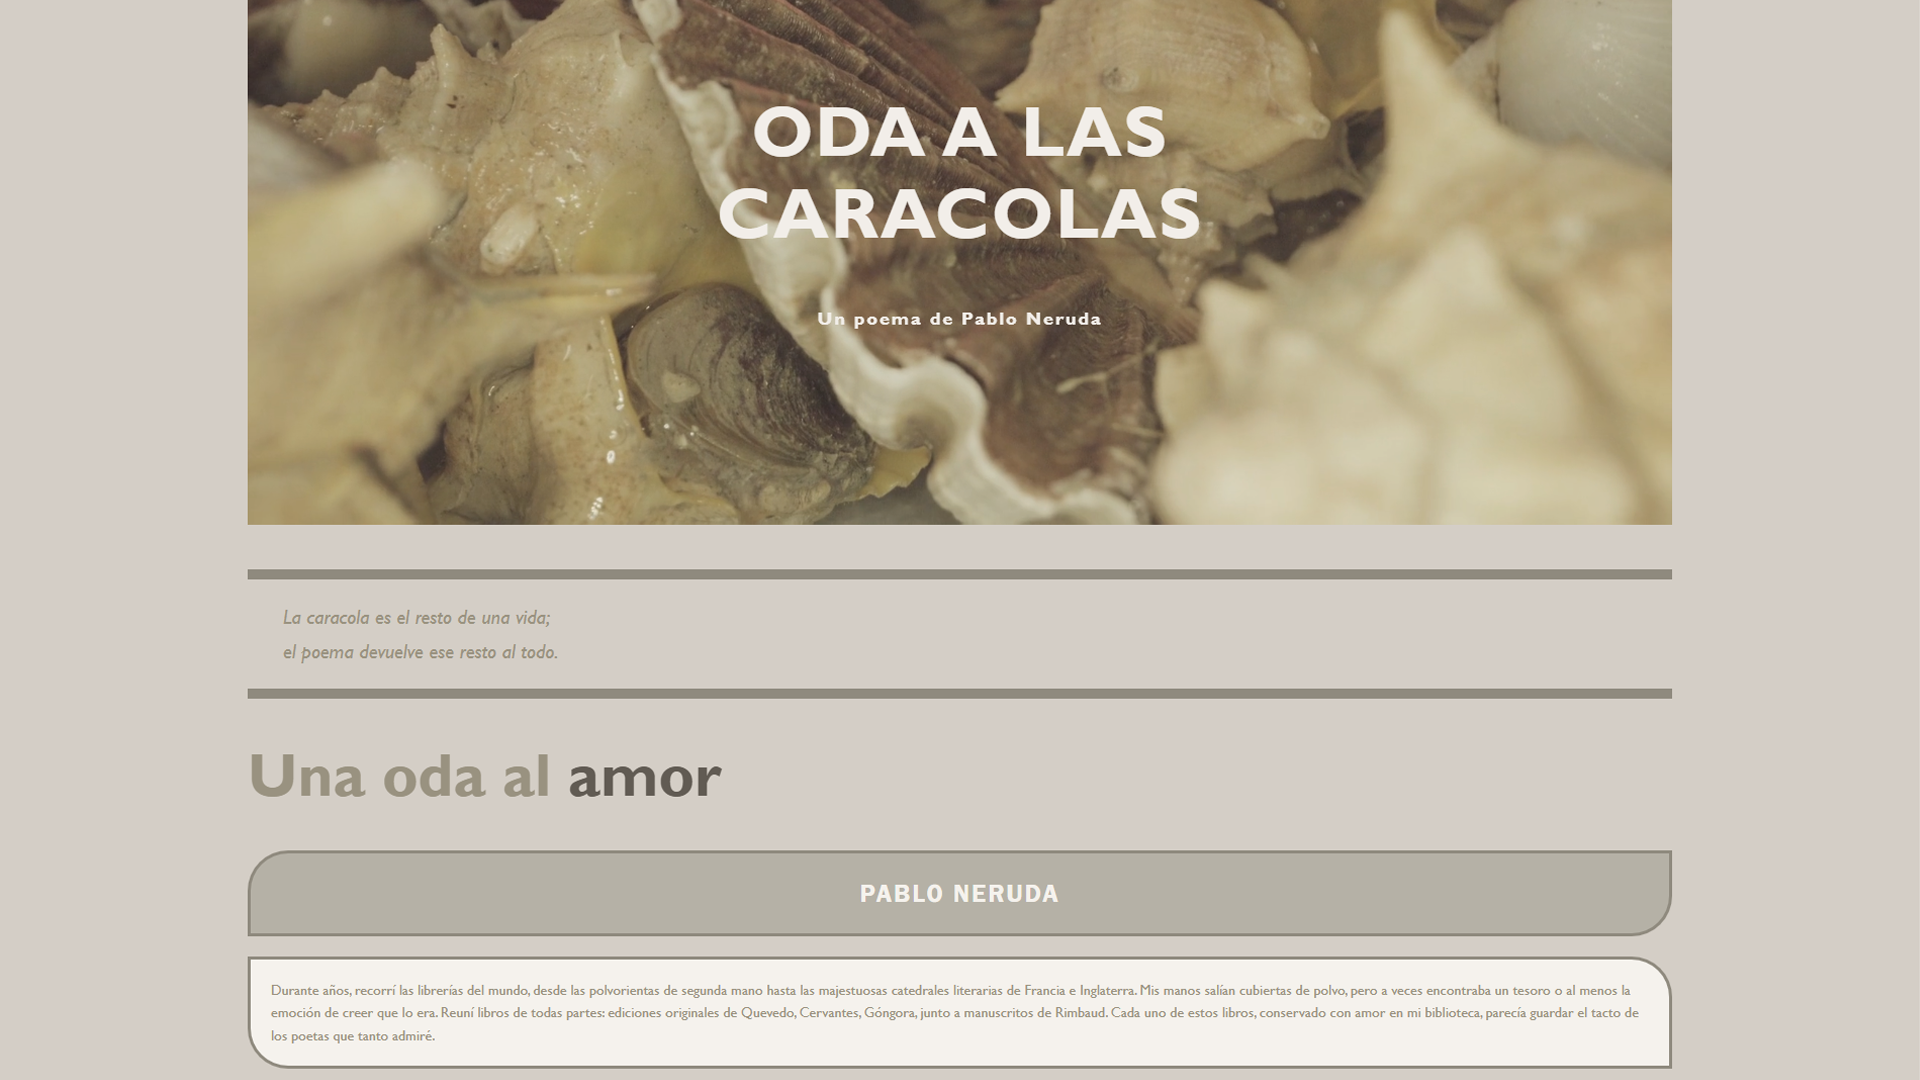 ODA A LAS
CARACOLAS
Un poema de Pablo Neruda
La caracola es el resto de una vida;
el poema devuelve ese resto al todo.
Una oda al amor
PABLO NERUDA
Durante años, recorrí las librerías del mundo, desde las polvorientas de segunda mano hasta las majestuosas catedrales literarias de Francia e Inglaterra. Mis manos salían cubiertas de polvo, pero a veces encontraba un tesoro o al menos la
emoción de creer que lo era. Reuní libros de todas partes: ediciones originales de Quevedo, Cervantes, Góngora, junto a manuscritos de Rimbaud. Cada uno de estos libros, conservado con amor en mi biblioteca, parecía guardar el tacto de
los poetas que tanto admiré.